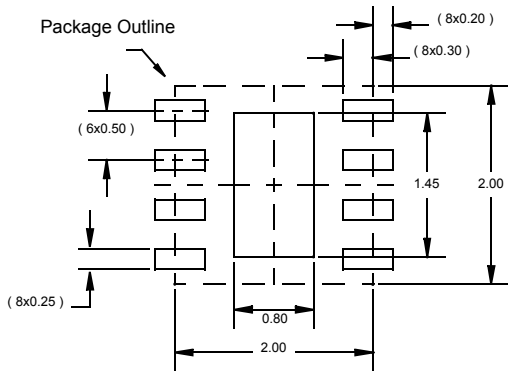 ( 8x0.20 )
Package Outline
( 8x0.30 )
( 6x0.50 )
1.45
2.00
( 8x0.25 )
0.80
2.00